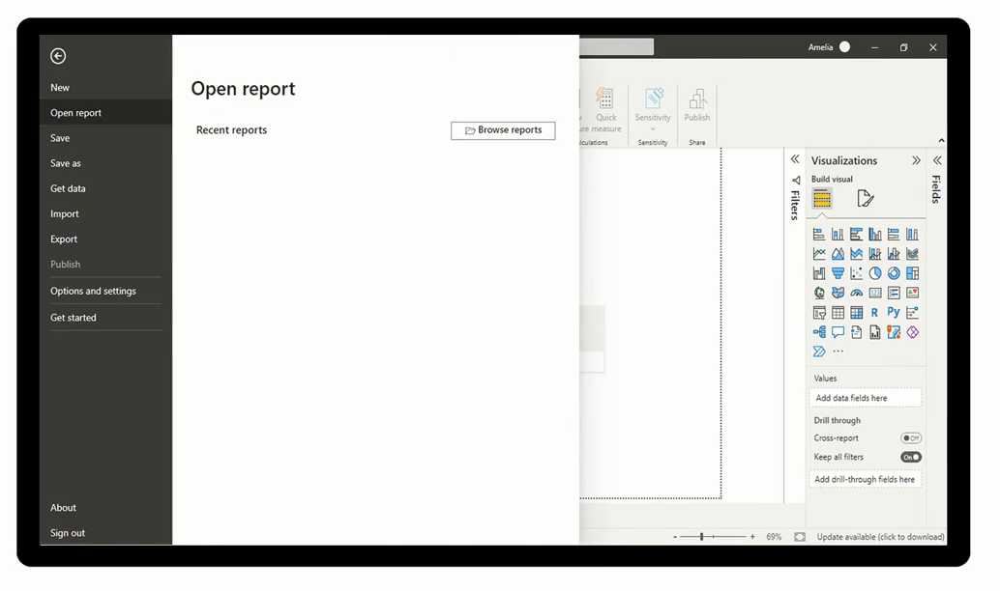 New
Open report
Save
Save as
Get data
Import
Export
Publish
Options and settings
Get started
About
Sign out
Open report
Recent reports
Browse reports
Amelia
Quick
measure
Sensitivity
Publish
Sensitivity
Share
Filters
Visualizations
Build visual
R
Py
123
Values
Add data fields here
Drill through
Cross-report
Off
Keep all filters
On
Add drill-through fields here
Fields
- + 69%
Update available (click to download)